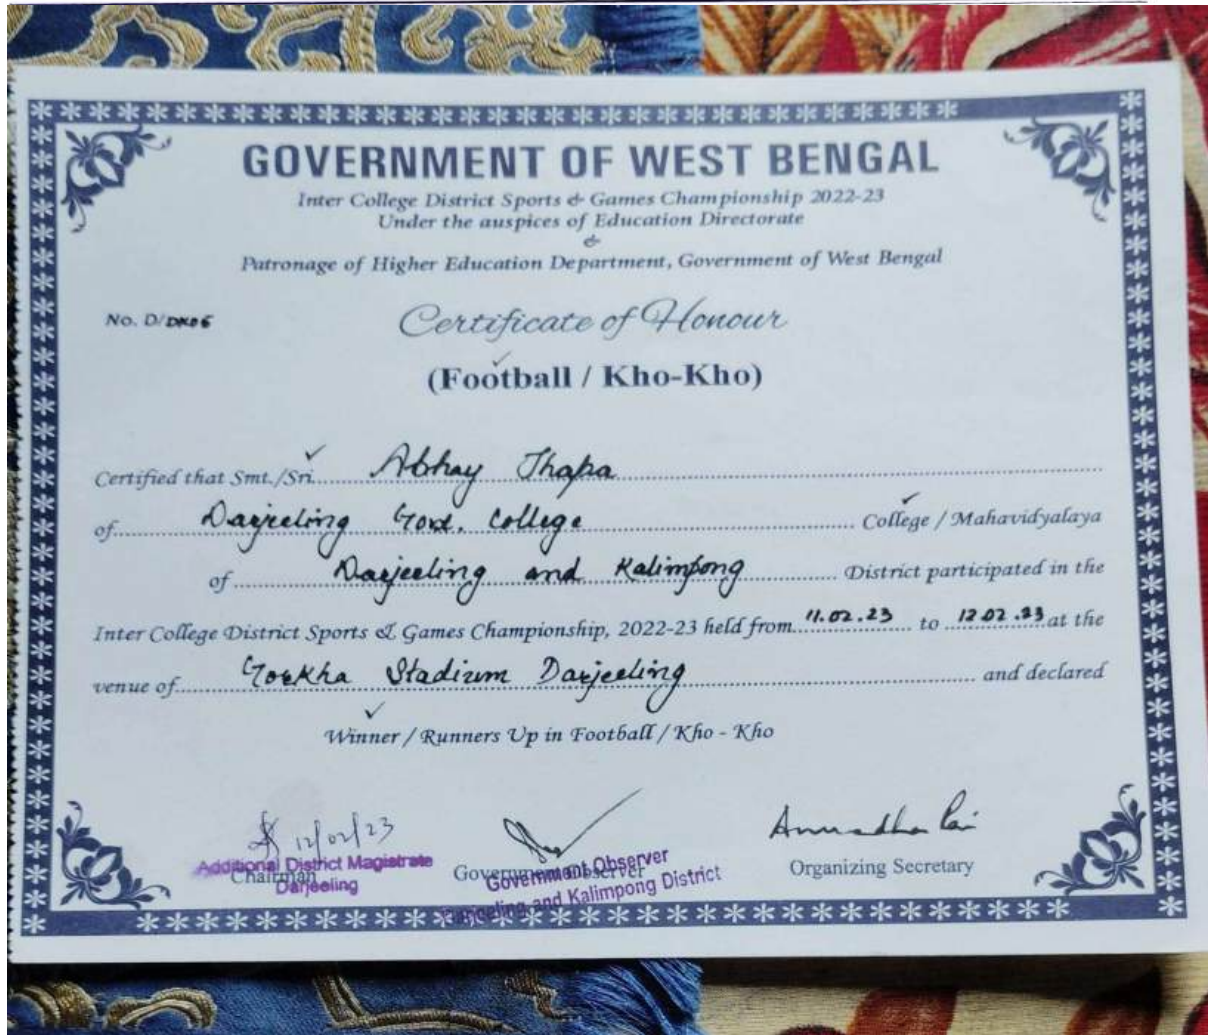 GOVERNMENT OF WEST BENGAL
Inter College District Sports & Games Championship 2022-23
Under the auspices of Education Directorate
&
Patronage of Higher Education Department, Government of West Bengal
No. D/DK06
Certificate of Honour
(Football / Kho-Kho)
Certified that Smt./Sri. Abhay Thapa
of Darjeeling Govt. College College / Mahavidyalaya
of Darjeeling and Kalimpong District participated in the
Inter College District Sports & Games Championship, 2022-23 held from 11.02.23 to 12.02.23 at the
venue of Gorkha Stadium Darjeeling and declared
Winner / Runners Up in Football / Kho - Kho
12/02/23
Anuradha Rai
Additional District Magistrate
Chairman
Darjeeling
Government Observer
Government Observer
Darjeeling and Kalimpong District
Organizing Secretary